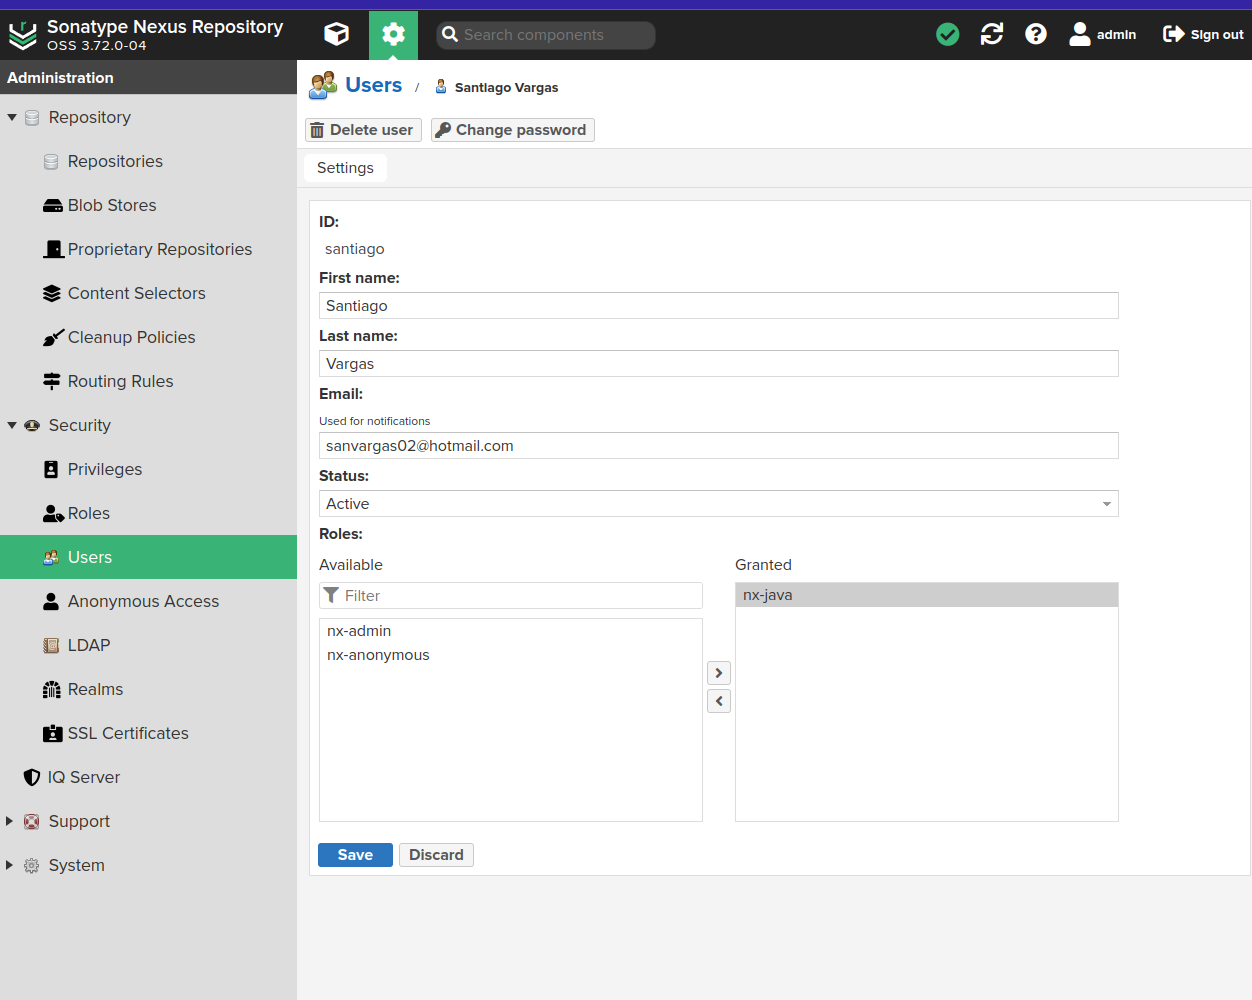 Sonatype Nexus Repository
OSS 3.72.0-04
Search components
admin
Sign out
Administration
Repository
Repositories
Blob Stores
Proprietary Repositories
Content Selectors
Cleanup Policies
Routing Rules
Security
Privileges
Roles
Users
Anonymous Access
LDAP
Realms
SSL Certificates
IQ Server
Support
System
Users / Santiago Vargas
Delete user
Change password
Settings
ID:
santiago
First name:
Santiago
Last name:
Vargas
Email:
Used for notifications
sanvargas02@hotmail.com
Status:
Active
Roles:
Available
Filter
nx-admin
nx-anonymous
Granted
nx-java
Save
Discard